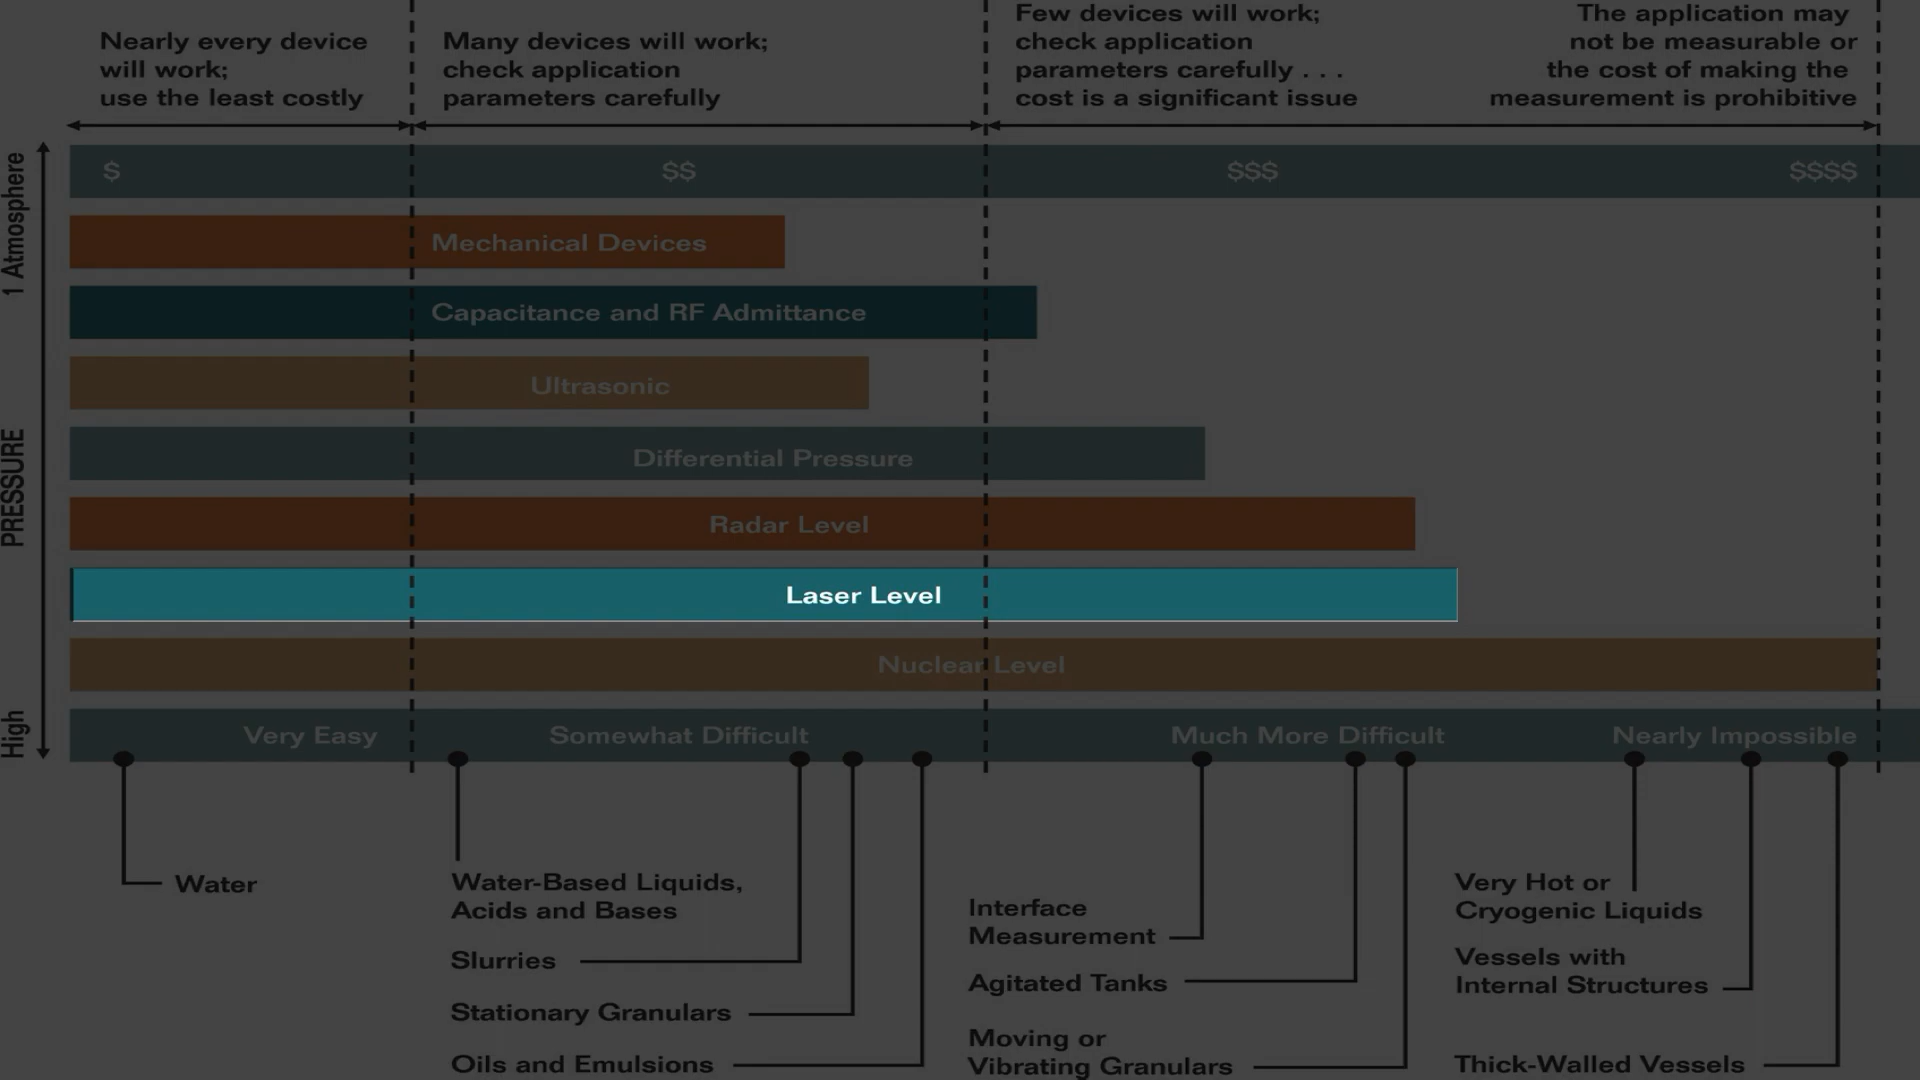 Nearly every device
will work;
use the least costly
Many devices will work;
check application
parameters carefully
Few devices will work;
check application
parameters carefully . . .
cost is a significant issue
The application may
not be measurable or
the cost of making the
measurement is prohibitive
1 Atmosphere
PRESSURE
High
$
$$
$$$
$$$$
Mechanical Devices
Capacitance and RF Admittance
Ultrasonic
Differential Pressure
Radar Level
Laser Level
Nuclear Level
Very Easy
Somewhat Difficult
Much More Difficult
Nearly Impossible
Water
Water-Based Liquids,
Acids and Bases
Slurries
Stationary Granulars
Oils and Emulsions
Interface
Measurement
Agitated Tanks
Moving or
Vibrating Granulars
Very Hot or
Cryogenic Liquids
Vessels with
Internal Structures
Thick-Walled Vessels